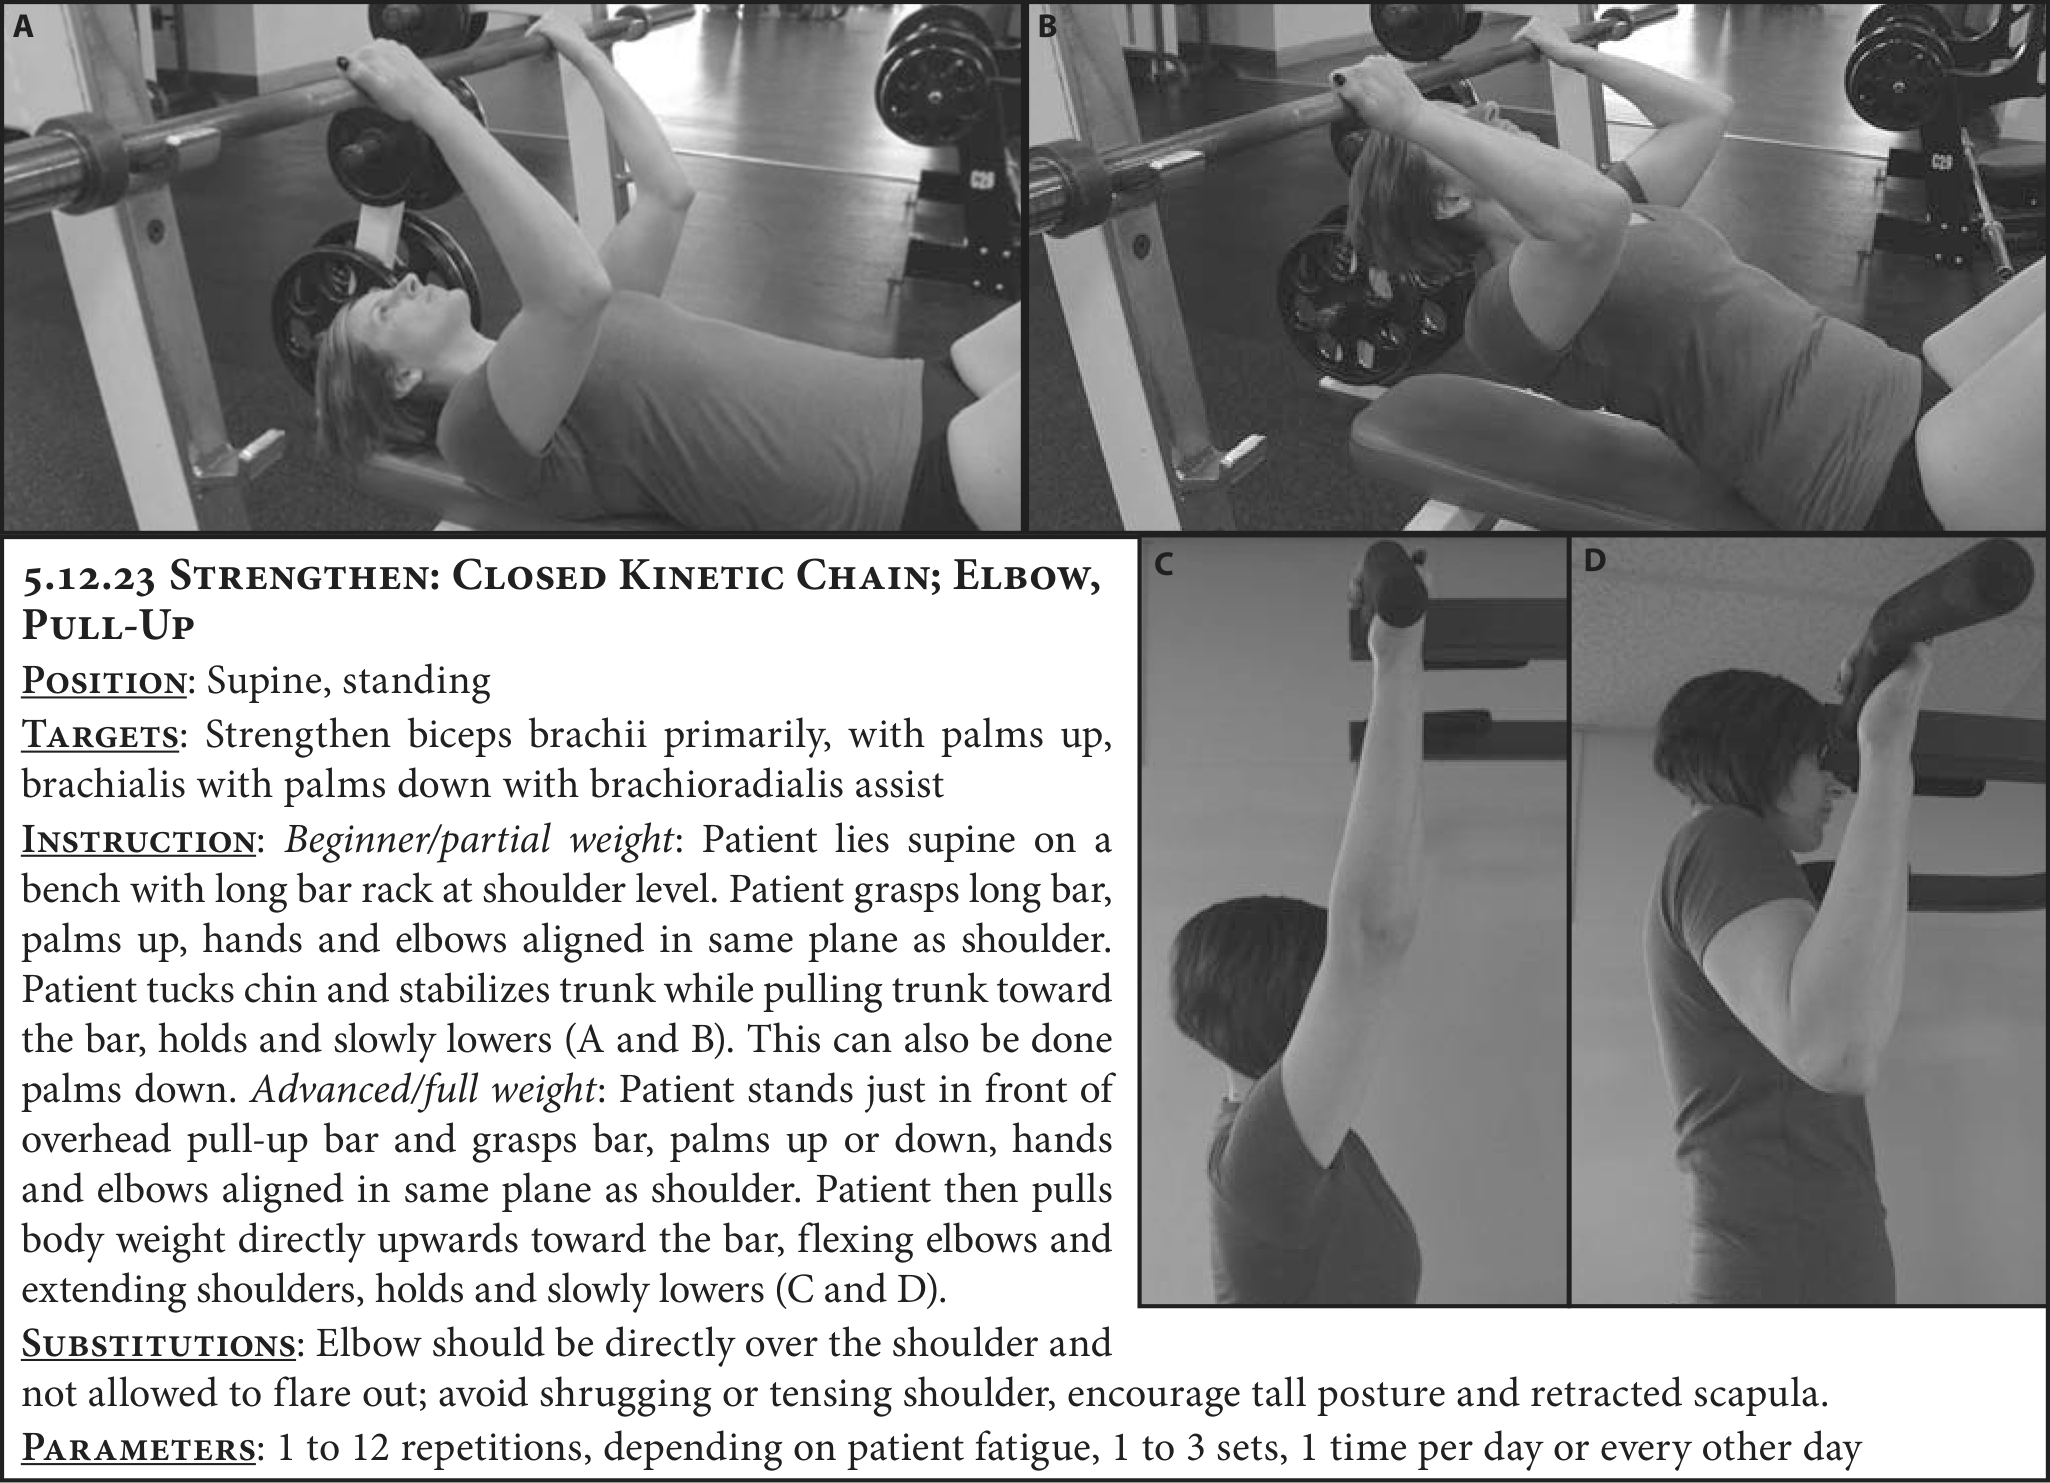 A
B
C28
C28
5.12.23 Strengthen: Closed Kinetic Chain; Elbow,
Pull-Up
Position: Supine, standing
Targets: Strengthen biceps brachii primarily, with palms up,
brachialis with palms down with brachioradialis assist
Instruction: Beginner/partial weight: Patient lies supine on a
bench with long bar rack at shoulder level. Patient grasps long bar,
palms up, hands and elbows aligned in same plane as shoulder.
Patient tucks chin and stabilizes trunk while pulling trunk toward
the bar, holds and slowly lowers (A and B). This can also be done
palms down. Advanced/full weight: Patient stands just in front of
overhead pull-up bar and grasps bar, palms up or down, hands
and elbows aligned in same plane as shoulder. Patient then pulls
body weight directly upwards toward the bar, flexing elbows and
extending shoulders, holds and slowly lowers (C and D).
C
D
Substitutions: Elbow should be directly over the shoulder and
not allowed to flare out; avoid shrugging or tensing shoulder, encourage tall posture and retracted scapula.
Parameters: 1 to 12 repetitions, depending on patient fatigue, 1 to 3 sets, 1 time per day or every other day